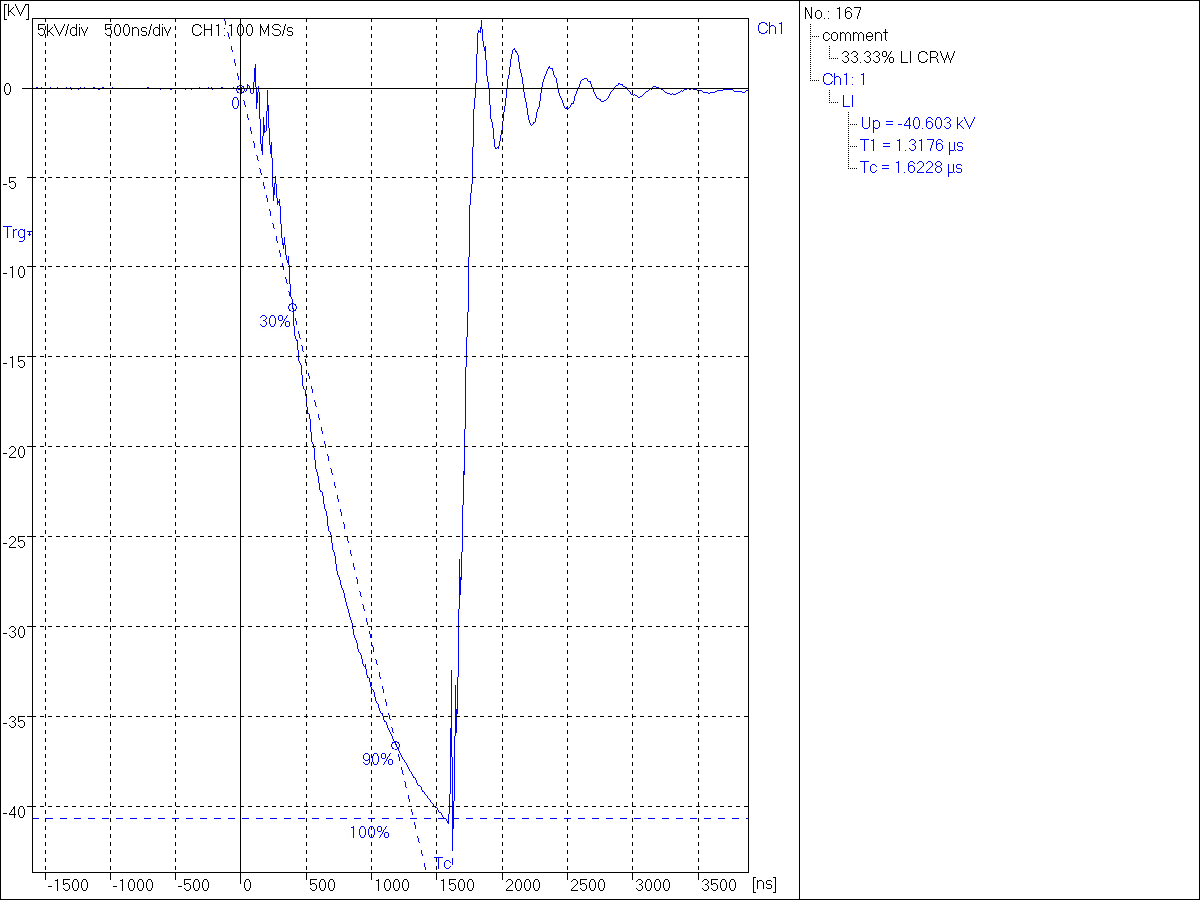 [kV]
5kV/div 500ns/div CH1:100 MS/s
Ch1
0
0
-5
Trg
-10
30%
-15
-20
-25
-30
-35
90%
-40
100%
Tc
-1500 -1000 -500 0 500 1000 1500 2000 2500 3000 3500 [ns]
No.: 167
comment
33.33% LI CRW
Ch1: 1
LI
Up = -40.603 kV
T1 = 1.3176 µs
Tc = 1.6228 µs